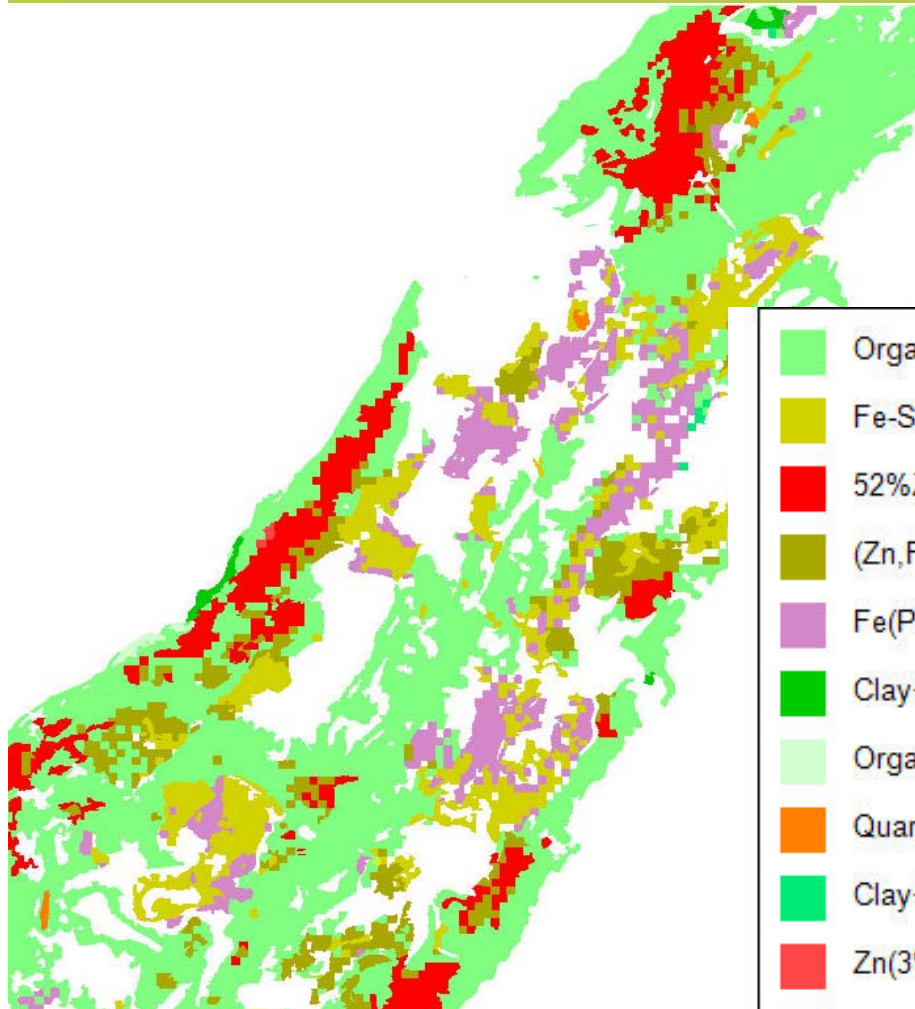 Orga
Fe-S
52%
(Zn,F
Fe(P
Clay-
Orga
Quar
Clay-
Zn(3